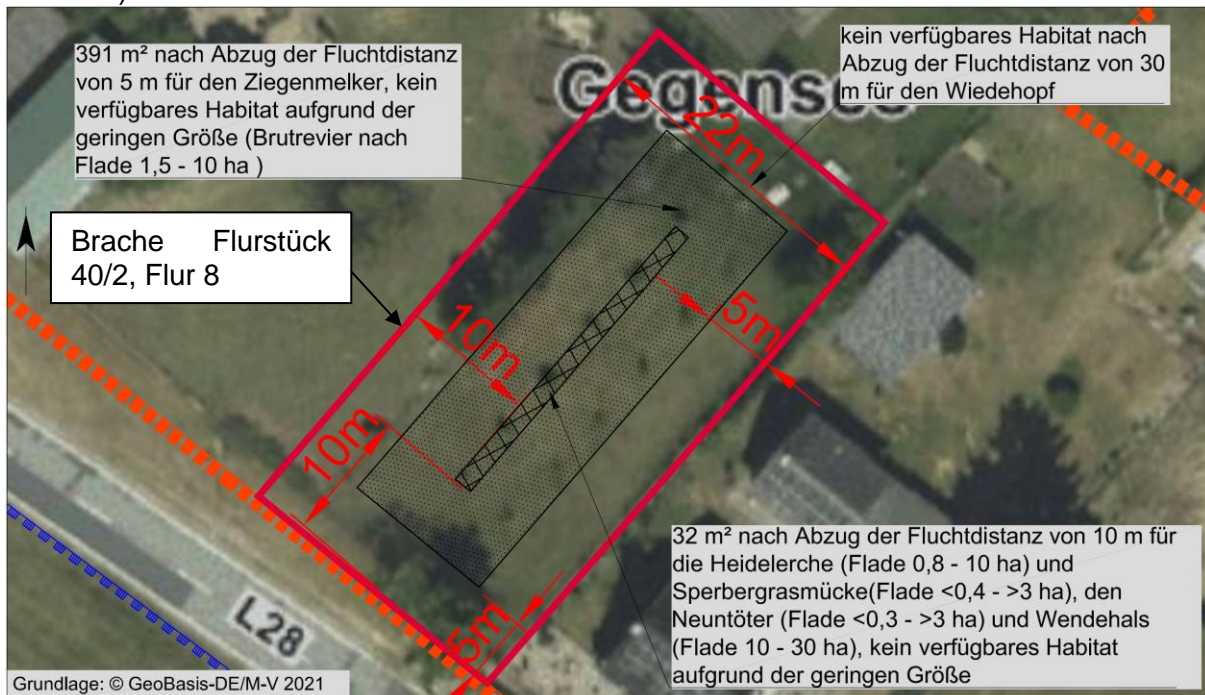 391 m² nach Abzug der Fluchtdistanz
von 5 m für den Ziegenmelker, kein
verfügbares Habitat aufgrund der
geringen Größe (Brutrevier nach
Flade 1,5 - 10 ha )
kein verfügbares Habitat nach
Abzug der Fluchtdistanz von 30
m für den Wiedehopf
Gegensee
22m
Brache Flurstück
40/2, Flur 8
10m
5m
10m
5m
L28
32 m² nach Abzug der Fluchtdistanz von 10 m für
die Heidelerche (Flade 0,8 - 10 ha) und
Sperbergrasmücke(Flade <0,4 - >3 ha), den
Neuntöter (Flade <0,3 - >3 ha) und Wendehals
(Flade 10 - 30 ha), kein verfügbares Habitat
aufgrund der geringen Größe
Grundlage: © GeoBasis-DE/M-V 2021